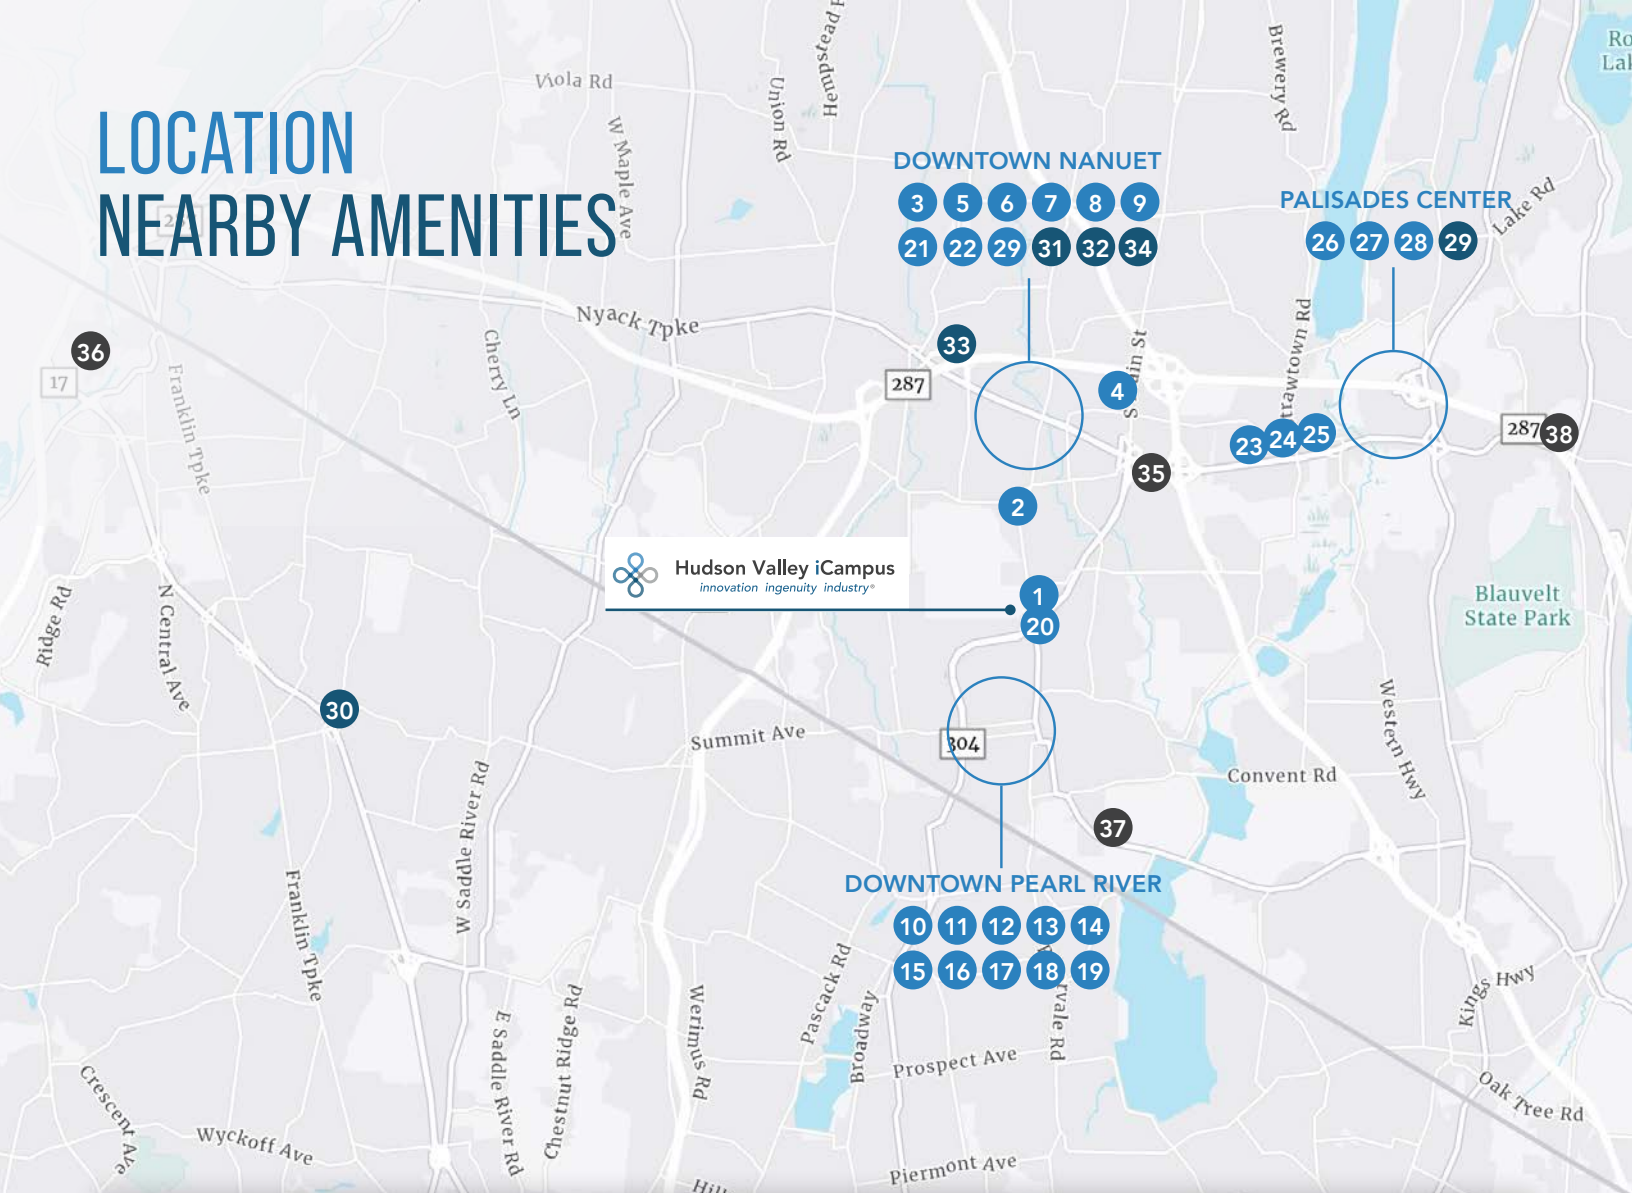 LOCATION
NEARBY AMENITIES
Viola Rd
W Maple Ave
Union Rd
Hempstead
Brewery Rd
Lake Rd
DOWNTOWN NANUET
3 5 6 7 8 9
21 22 29 31 32 34
PALISADES CENTER
26 27 28 29
Nyack Tpke
Cherry Ln
36
17
Franklin Tpke
33
287
4
35
23 24 25
287
38
2
Hudson Valley iCampus
innovation ingenuity industry®
1
20
Blauvelt
State Park
Ridge Rd
N Central Ave
30
Summit Ave
304
Western Hwy
Convent Rd
37
W Saddle River Rd
DOWNTOWN PEARL RIVER
10 11 12 13 14
15 16 17 18 19
Franklin Tpke
Pascack Rd
Broadway
rvale Rd
Kings Hwy
Werimus Rd
E Saddle River Rd
Chestnut Ridge Rd
Prospect Ave
Crescent Ave
Wyckoff Ave
Oak Tree Rd
Piermont Ave